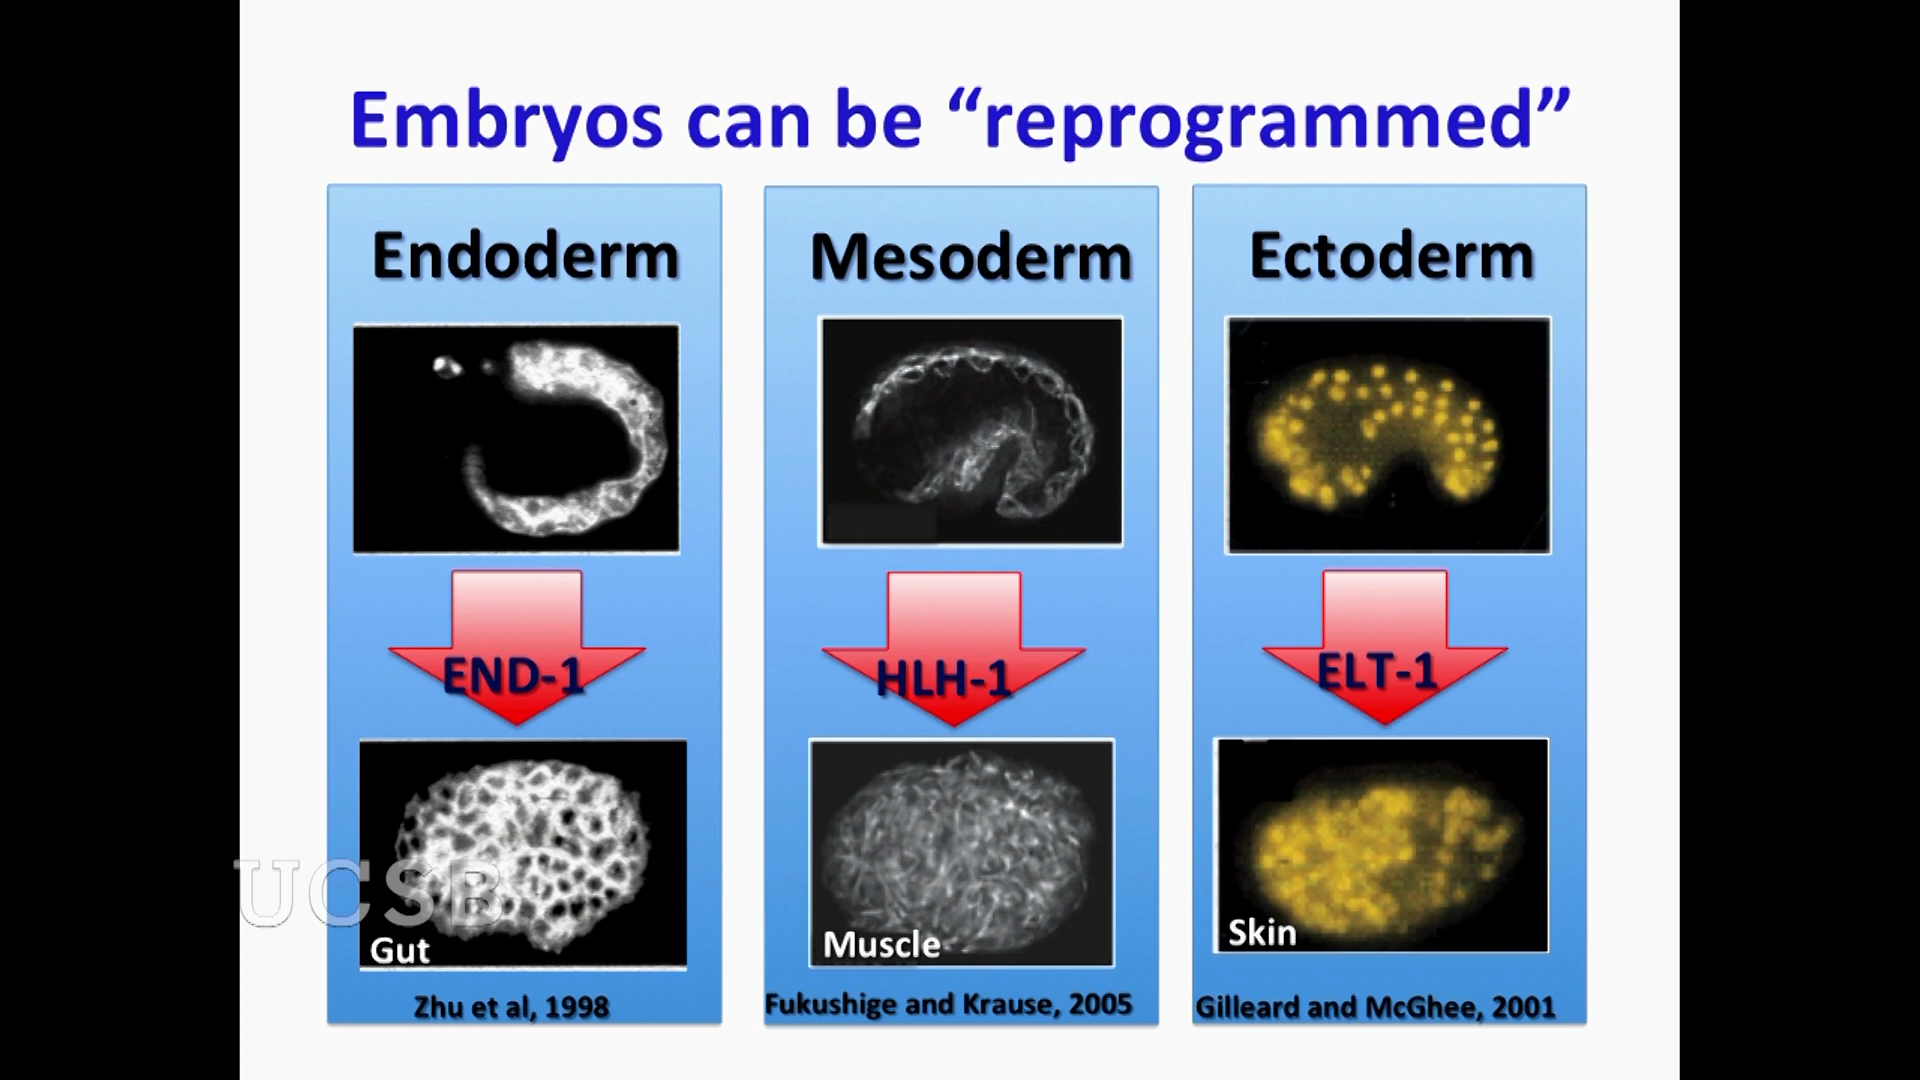 Embryos can be “reprogrammed”
Endoderm
END-1
Gut
Zhu et al, 1998
Mesoderm
HLH-1
Muscle
Fukushige and Krause, 2005
Ectoderm
ELT-1
Skin
Gilleard and McGhee, 2001
UCSB